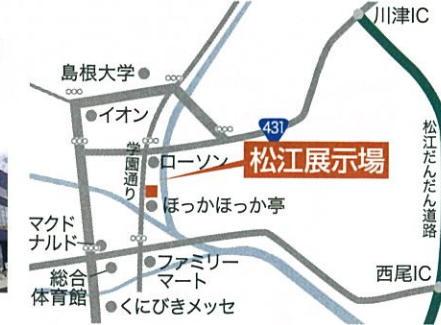 川津IC
島根大学
イオン
431
学園通り
ローソン
松江展示場
松江だんだん道路
ほっかほっか亭
マクド
ナルド
ファミリー
マート
西尾IC
総合
体育館
くにびきメッセ